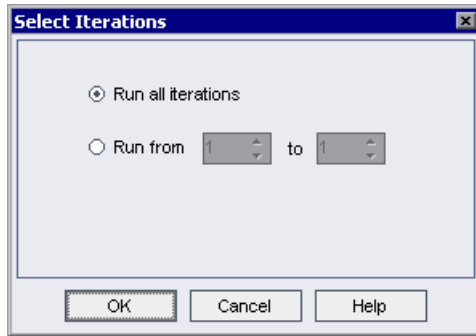 Select Iterations
Run all iterations
Run from 1 to 1
OK Cancel Help